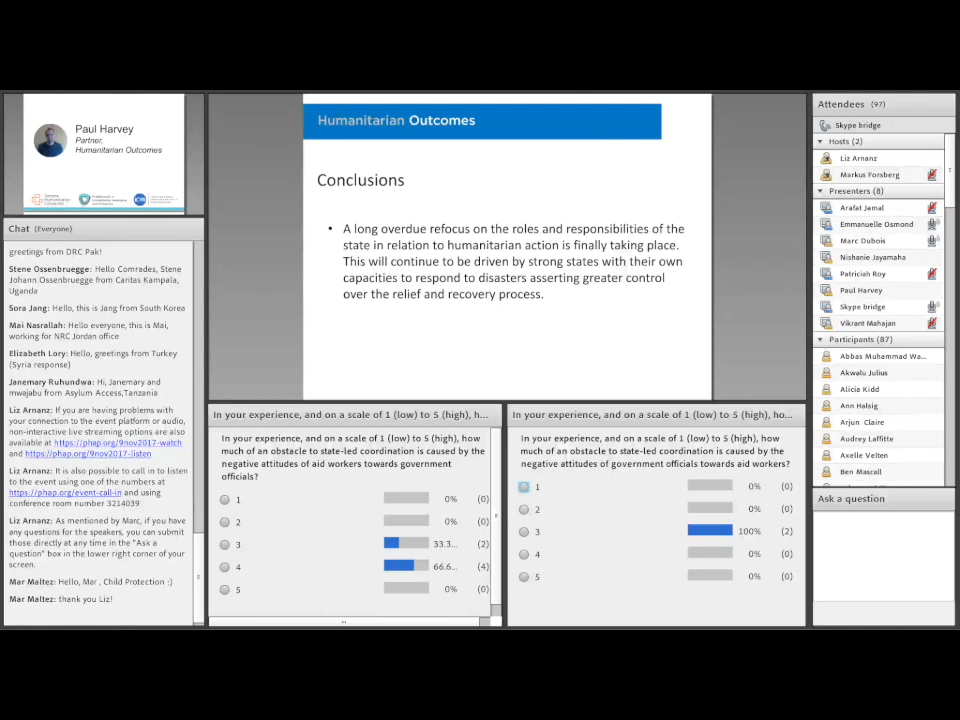 Paul Harvey
Partner,
Humanitarian Outcomes
Chat (Everyone)
greetings from DRC Pak!
Stene Ossenbruegge: Hello Comrades, Stene
Johann Ossenbruegge from Caritas Kampala,
Uganda
Sora Jang: Hello, this is Jang from South Korea
Mai Nasrallah: Hello everyone, this is Mai,
working for NRC Jordan office
Elizabeth Lory: Hello, greetings from Turkey
(Syria response)
Janemary Ruhundwa: Hi, Janemary and
mwajabu from Asylum Access,Tanzania
Liz Arnanz: If you are having problems with
your connection to the event platform or audio,
non-interactive live streaming options are also
available at https://phap.org/9nov2017-watch
and https://phap.org/9nov2017-listen
Liz Arnanz: It is also possible to call in to listen
to the event using one of the numbers at
https://phap.org/event-call-in and using
conference room number 3214039
Liz Arnanz: As mentioned by Marc, if you have
any questions for the speakers, you can submit
those directly at any time in the "Ask a
question" box in the lower right corner of your
screen.
Mar Maltez: Hello, Mar , Child Protection :)
Mar Maltez: thank you Liz!
Humanitarian Outcomes
Conclusions
• A long overdue refocus on the roles and responsibilities of the
state in relation to humanitarian action is finally taking place.
This will continue to be driven by strong states with their own
capacities to respond to disasters asserting greater control
over the relief and recovery process.
In your experience, and on a scale of 1 (low) to 5 (high), h...
In your experience, and on a scale of 1 (low) to 5 (high), how
much of an obstacle to state-led coordination is caused by the
negative attitudes of aid workers towards government
officials?
1 0% (0)
2 0% (0)
3 33.3... (2)
4 66.6... (4)
5 0% (0)
In your experience, and on a scale of 1 (low) to 5 (high), ho...
In your experience, and on a scale of 1 (low) to 5 (high), how
much of an obstacle to state-led coordination is caused by the
negative attitudes of government officials towards aid workers?
1 0% (0)
2 0% (0)
3 100% (2)
4 0% (0)
5 0% (0)
Attendees (97)
Skype bridge
Hosts (2)
Liz Arnanz
Markus Forsberg
Presenters (8)
Arafat Jamal
Emmanuelle Osmond
Marc Dubois
Nishanie Jayamaha
Patriciah Roy
Paul Harvey
Skype bridge
Vikrant Mahajan
Participants (87)
Abbas Muhammad Wa...
Akwalu Julius
Alicia Kidd
Ann Halsig
Arjun Claire
Audrey Laffitte
Axelle Velten
Ben Mascall
Ask a question